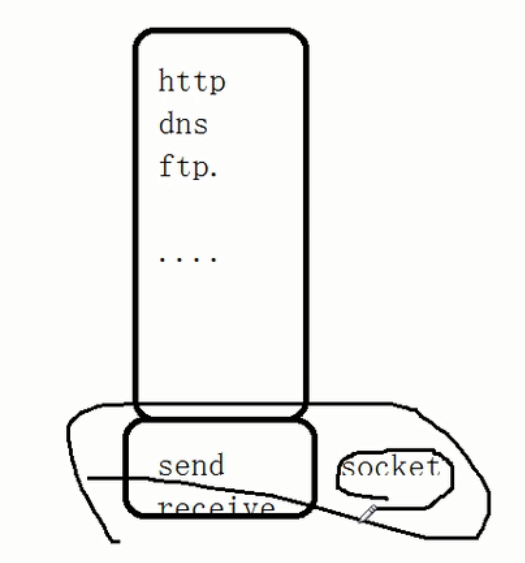 http
dns
ftp.
....
send
socket
receive